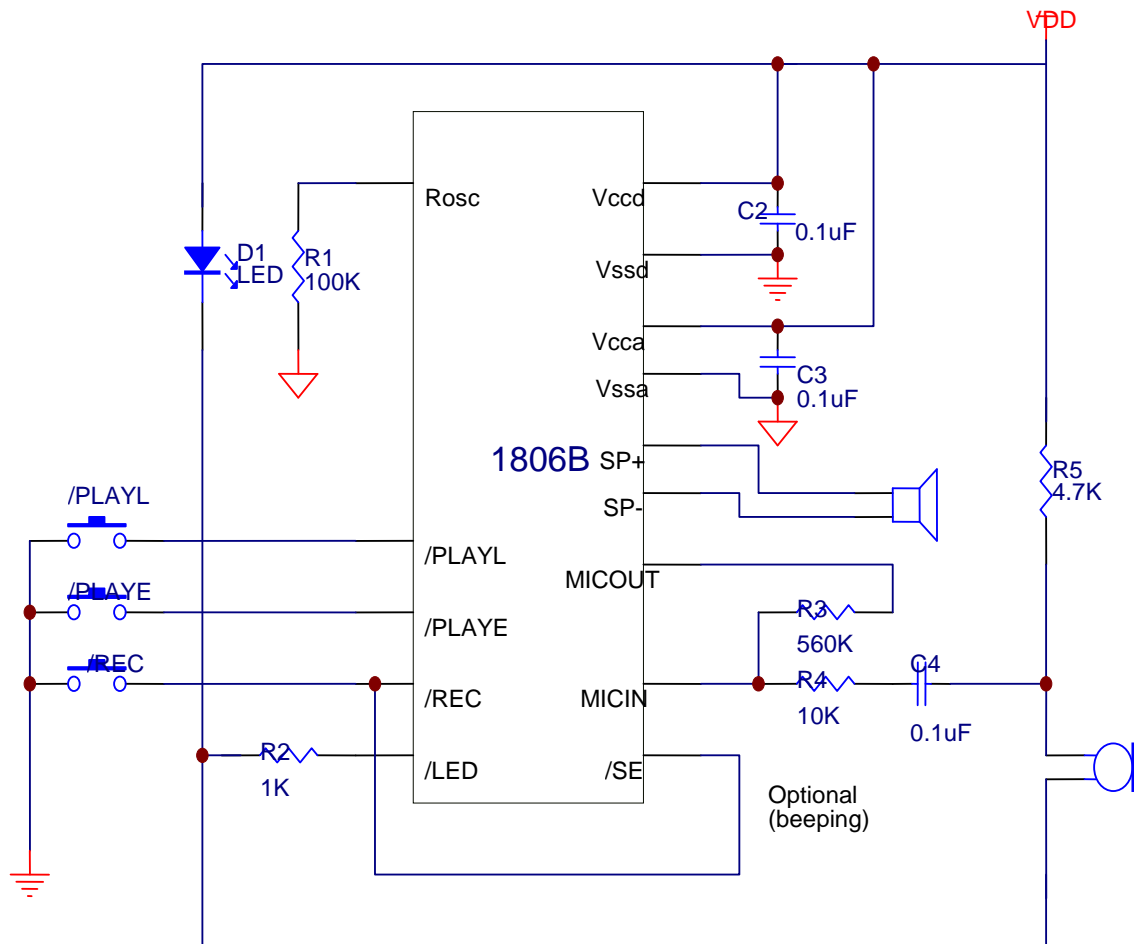 VDD
Rosc
Vccd
C2
0.1uF
D1
LED
R1
100K
Vssd
Vcca
C3
0.1uF
Vssa
1806B
SP+
SP-
R5
4.7K
/PLAYL
/PLAYL
MICOUT
/PLAYE
/PLAYE
R3
560K
/REC
/REC
MICIN
R4
10K
C4
0.1uF
R2
1K
/LED
/SE
Optional
(beeping)